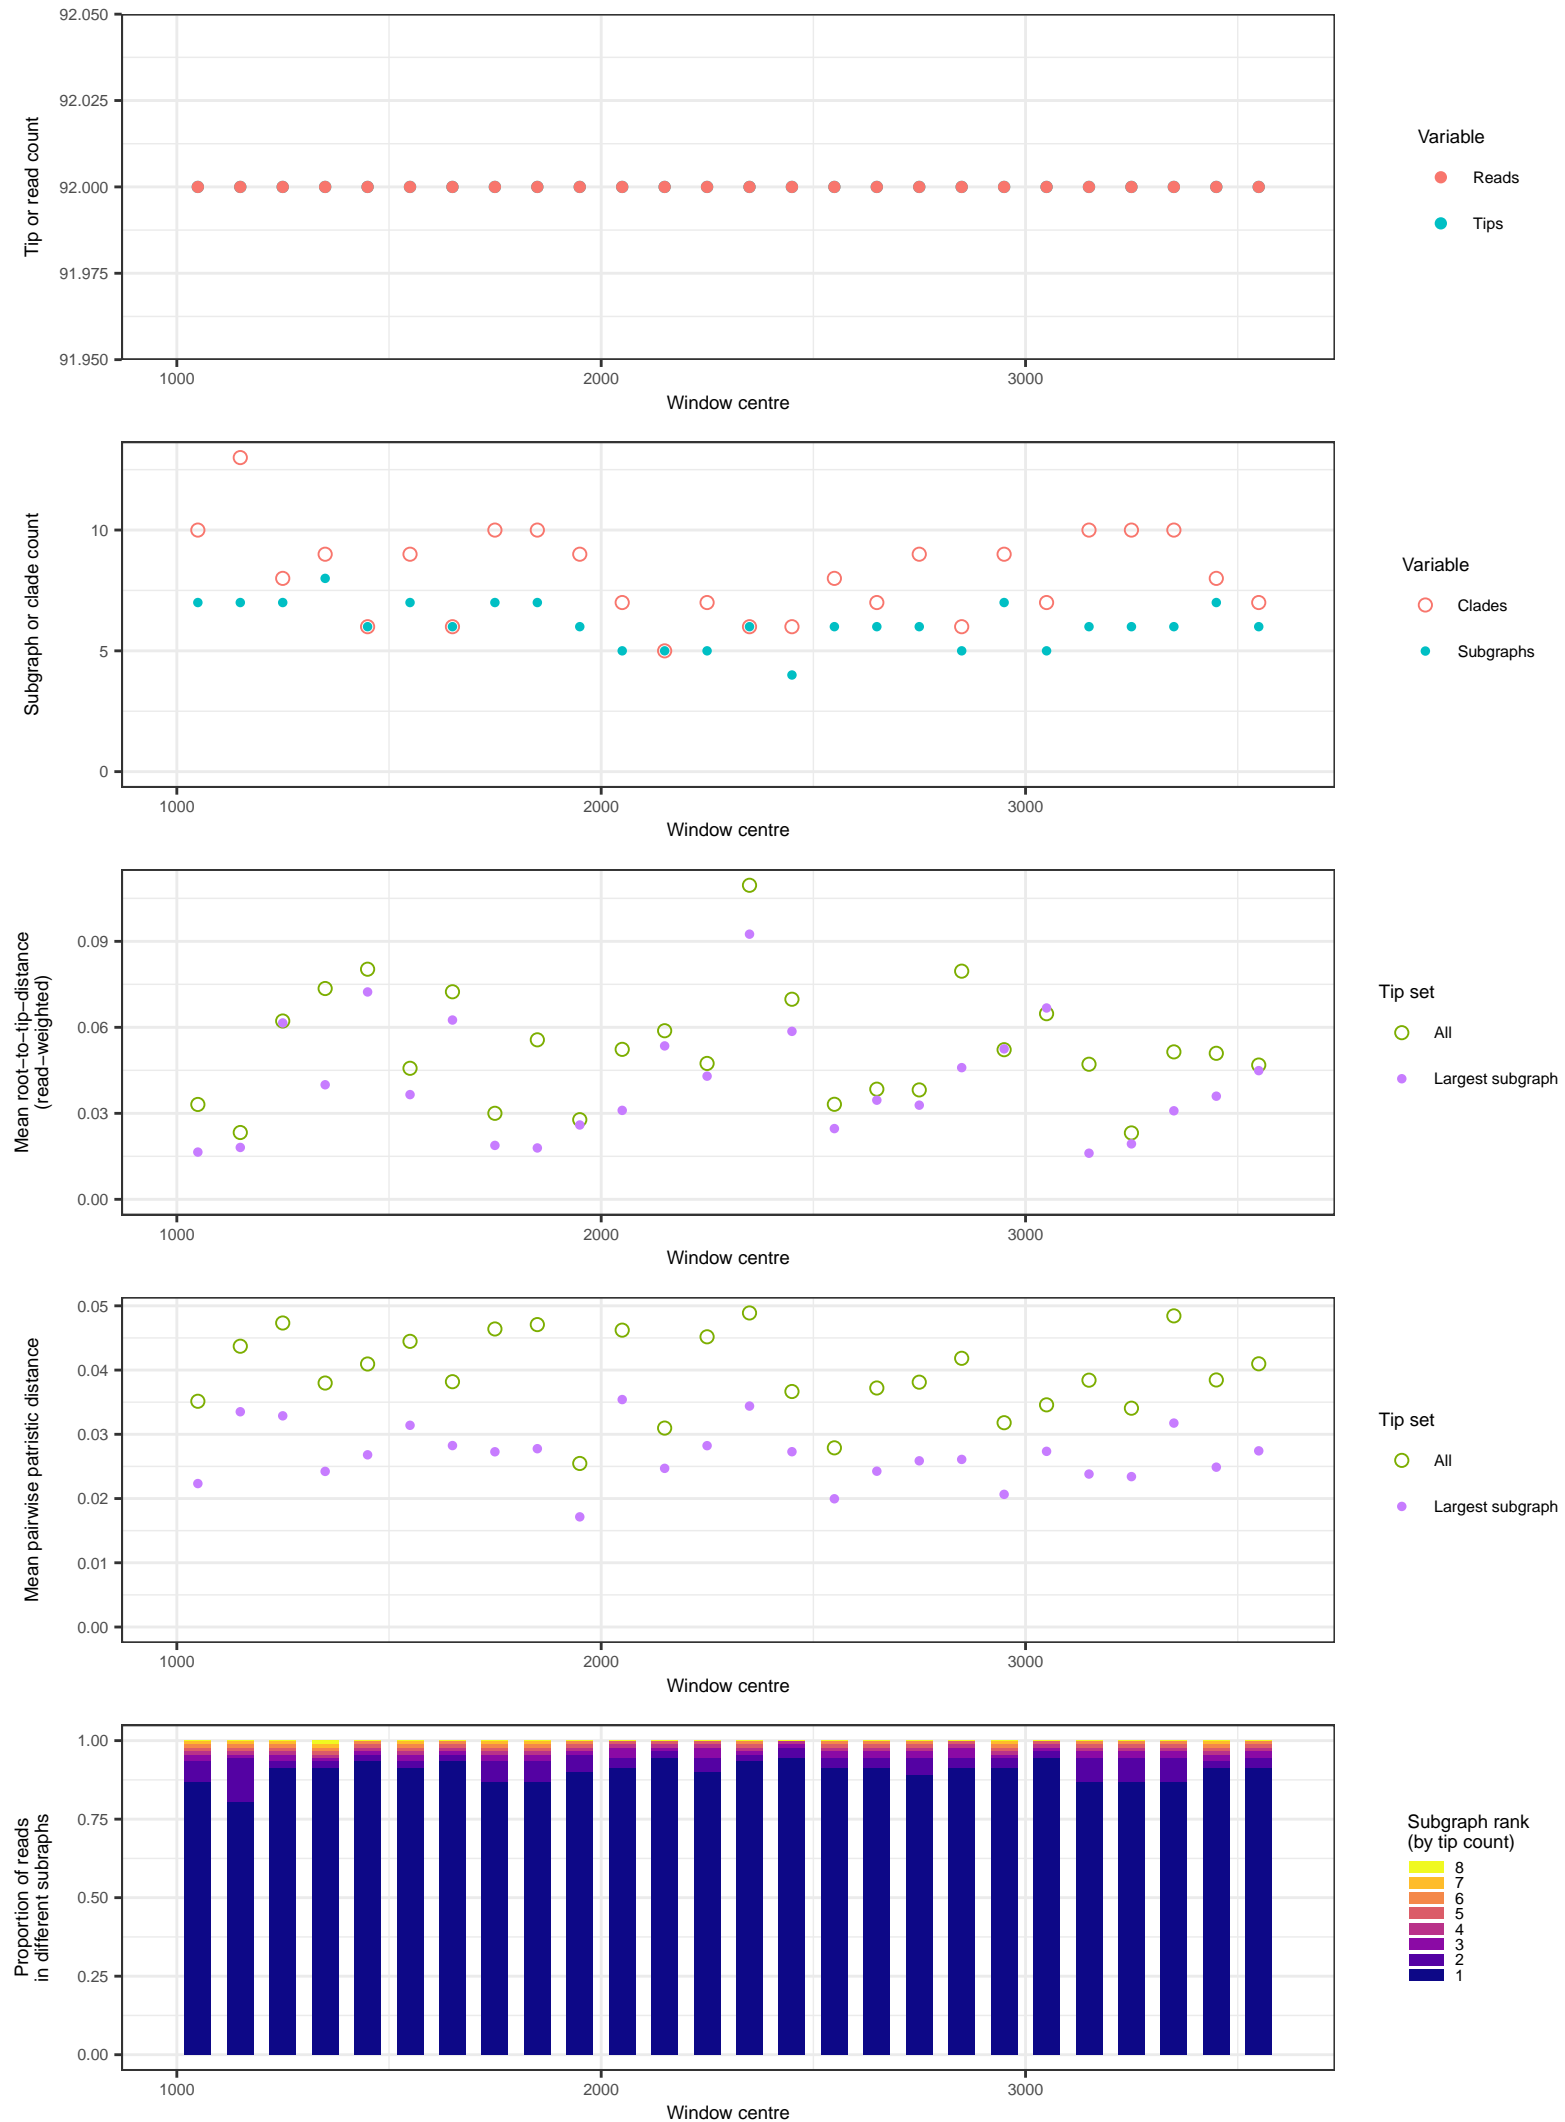 92.050
92.025
92.000
91.975
91.950
Tip or read count
1000
2000
3000
Window centre
Variable
Reads
Tips
10
5
0
Subgraph or clade count
1000
2000
3000
Window centre
Variable
Clades
Subgraphs
0.09
0.06
0.03
0.00
Mean root−to−tip−distance
(read−weighted)
1000
2000
3000
Window centre
Tip set
All
Largest subgraph
0.05
0.04
0.03
0.02
0.01
0.00
Mean pairwise patristic distance
1000
2000
3000
Window centre
Tip set
All
Largest subgraph
1.00
0.75
0.50
0.25
0.00
Proportion of reads
in different subraphs
1000
2000
3000
Window centre
Subgraph rank
(by tip count)
8
7
6
5
4
3
2
1